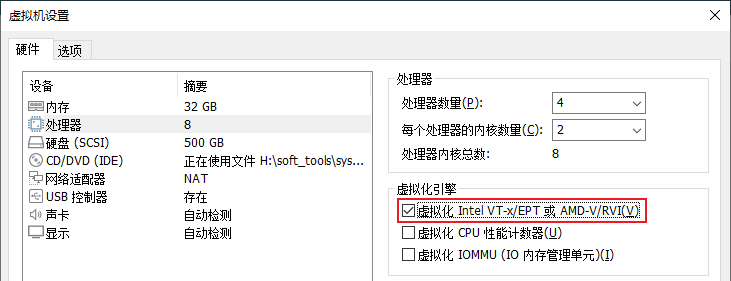 虚拟机设置
硬件 选项
设备 摘要
内存 32 GB
处理器 8
硬盘 (SCSI) 500 GB
CD/DVD (IDE) 正在使用文件 H:\soft_tools\sys...
网络适配器 NAT
USB 控制器 存在
声卡 自动检测
显示 自动检测
处理器
处理器数量(P): 4
每个处理器的内核数量(C): 2
处理器内核总数: 8
虚拟化引擎
虚拟化 Intel VT-x/EPT 或 AMD-V/RVI(V)
虚拟化 CPU 性能计数器(U)
虚拟化 IOMMU (IO 内存管理单元)(I)